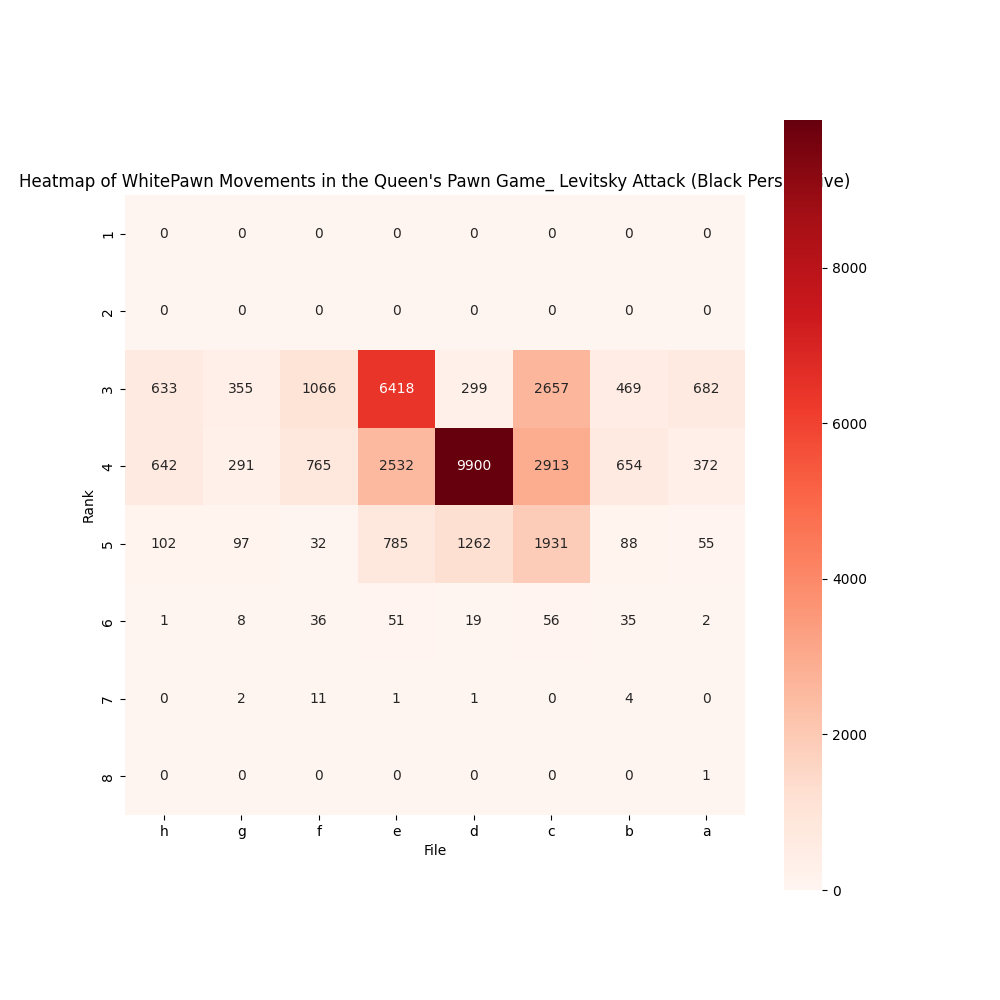 Heatmap of WhitePawn Movements in the Queen's Pawn Game_ Levitsky Attack (Black Pers ive)
1 0 0 0 0 0 0 0 0
2 0 0 0 0 0 0 0 0
3 633 355 1066 6418 299 2657 469 682
4 642 291 765 2532 9900 2913 654 372
5 102 97 32 785 1262 1931 88 55
6 1 8 36 51 19 56 35 2
7 0 2 11 1 1 0 4 0
8 0 0 0 0 0 0 0 1
h g f e d c b a
File
Rank
8000
6000
4000
2000
0